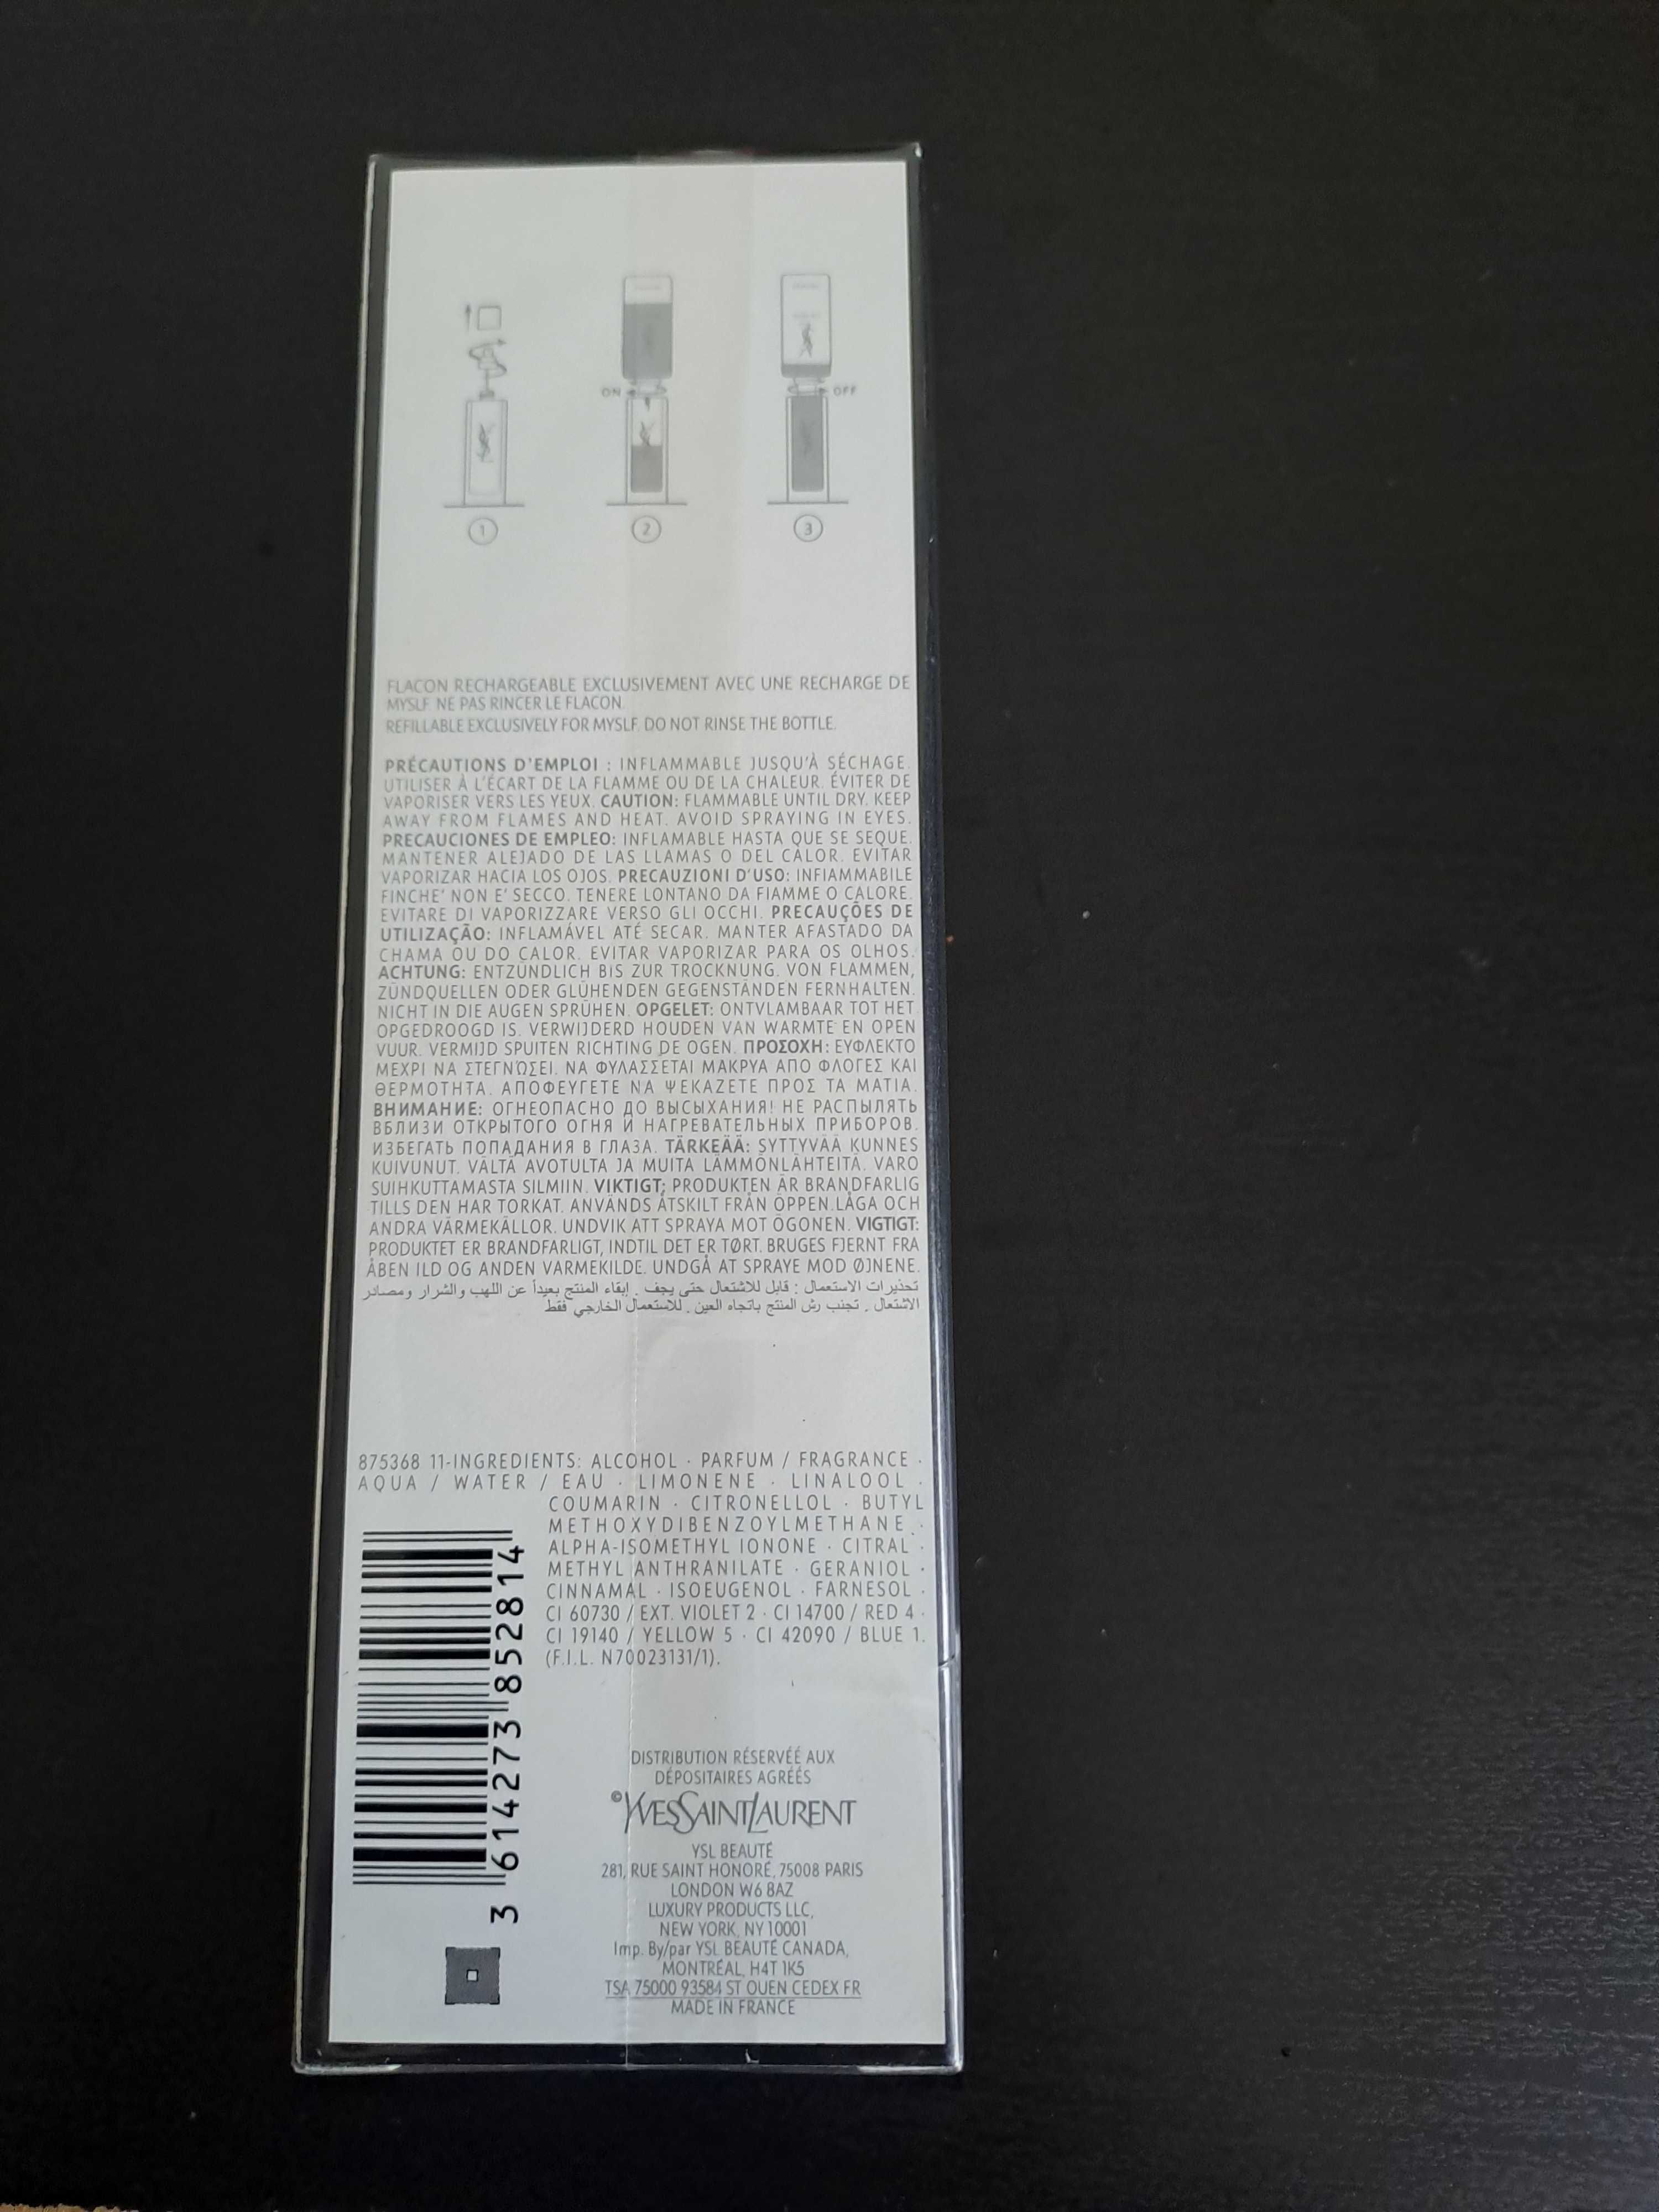 ON
OFF
1
2
3
FLACON RECHARGEABLE EXCLUSIVEMENT AVEC UNE RECHARGE DE
MYSLF. NE PAS RINCER LE FLACON.
REFILLABLE EXCLUSIVELY FOR MYSLF. DO NOT RINSE THE BOTTLE.
PRÉCAUTIONS D'EMPLOI : INFLAMMABLE JUSQU'À SÉCHAGE.
UTILISER À L'ÉCART DE LA FLAMME OU DE LA CHALEUR. ÉVITER DE
VAPORISER VERS LES YEUX. CAUTION: FLAMMABLE UNTIL DRY. KEEP
AWAY FROM FLAMES AND HEAT. AVOID SPRAYING IN EYES.
PRECAUCIONES DE EMPLEO: INFLAMABLE HASTA QUE SE SEQUE.
MANTENER ALEJADO DE LAS LLAMAS O DEL CALOR. EVITAR
VAPORIZAR HACIA LOS OJOS. PRECAUZIONI D'USO: INFIAMMABILE
FINCHE' NON E' SECCO. TENERE LONTANO DA FIAMME O CALORE.
EVITARE DI VAPORIZZARE VERSO GLI OCCHI. PRECAUÇÕES DE
UTILIZAÇÃO: INFLAMÁVEL ATÉ SECAR. MANTER AFASTADO DA
CHAMA OU DO CALOR. EVITAR VAPORIZAR PARA OS OLHOS.
ACHTUNG: ENTZÜNDLICH BIS ZUR TROCKNUNG. VON FLAMMEN,
ZÜNDQUELLEN ODER GLÜHENDEN GEGENSTÄNDEN FERNHALTEN.
NICHT IN DIE AUGEN SPRÜHEN. OPGELET: ONTVLAMBAAR TOT HET
OPGEDROOGD IS. VERWIJDERD HOUDEN VAN WARMTE EN OPEN
VUUR. VERMIJD SPUITEN RICHTING DE OGEN. ΠΡΟΣΟΧΗ: ΕΥΦΛΕΚΤΟ
ΜΕΧΡΙ ΝΑ ΣΤΕΓΝΩΣΕΙ. ΝΑ ΦΥΛΑΣΣΕΤΑΙ ΜΑΚΡΥΑ ΑΠΟ ΦΛΟΓΕΣ ΚΑΙ
ΘΕΡΜΟΤΗΤΑ. ΑΠΟΦΕΥΓΕΤΕ ΝΑ ΨΕΚΑΖΕΤΕ ΠΡΟΣ ΤΑ ΜΑΤΙΑ.
ВНИМАНИЕ: ОГНЕОПАСНО ДО ВЫСЫХАНИЯ! НЕ РАСПЫЛЯТЬ
ВБЛИЗИ ОТКРЫТОГО ОГНЯ И НАГРЕВАТЕЛЬНЫХ ПРИБОРОВ.
ИЗБЕГАТЬ ПОПАДАНИЯ В ГЛАЗА. TÄRKEÄÄ: SYTTYVÄÄ KUNNES
KUIVUNUT. VÄLTÄ AVOTULTA JA MUITA LÄMMÖNLÄHTEITÄ. VARO
SUIHKUTTAMASTA SILMIIN. VIKTIGT: PRODUKTEN ÄR BRANDFARLIG
TILLS DEN HAR TORKAT. ANVÄNDS ÅTSKILT FRÅN ÖPPEN LÅGA OCH
ANDRA VÄRMEKÄLLOR. UNDVIK ATT SPRAYA MOT ÖGONEN. VIGTIGT:
PRODUKTET ER BRANDFARLIGT, INDTIL DET ER TØRT. BRUGES FJERNT FRA
ÅBEN ILD OG ANDEN VARMEKILDE. UNDGÅ AT SPRAYE MOD ØJNENE.
تحذيرات الاستعمال : قابل للاشتعال حتى يجف . إبقاء المنتج بعيداً عن اللهب والشرار ومصادر
الاشتعال . تجنب رش المنتج باتجاه العين . للاستعمال الخارجي فقط
875368 11-INGREDIENTS: ALCOHOL · PARFUM / FRAGRANCE ·
AQUA / WATER / EAU · LIMONENE · LINALOOL ·
COUMARIN · CITRONELLOL · BUTYL
METHOXYDIBENZOYLMETHANE ·
ALPHA-ISOMETHYL IONONE · CITRAL ·
METHYL ANTHRANILATE · GERANIOL ·
CINNAMAL · ISOEUGENOL · FARNESOL ·
CI 60730 / EXT. VIOLET 2 · CI 14700 / RED 4 ·
CI 19140 / YELLOW 5 · CI 42090 / BLUE 1.
(F.I.L. N70023131/1).
3 614273 852814
DISTRIBUTION RÉSERVÉE AUX
DÉPOSITAIRES AGRÉÉS
©YVESSAINTLAURENT
YSL BEAUTÉ
281, RUE SAINT HONORÉ, 75008 PARIS
LONDON W6 8AZ
LUXURY PRODUCTS LLC,
NEW YORK, NY 10001
Imp. By/par YSL BEAUTÉ CANADA,
MONTRÉAL, H4T 1K5
TSA 75000 93584 ST OUEN CEDEX FR
MADE IN FRANCE